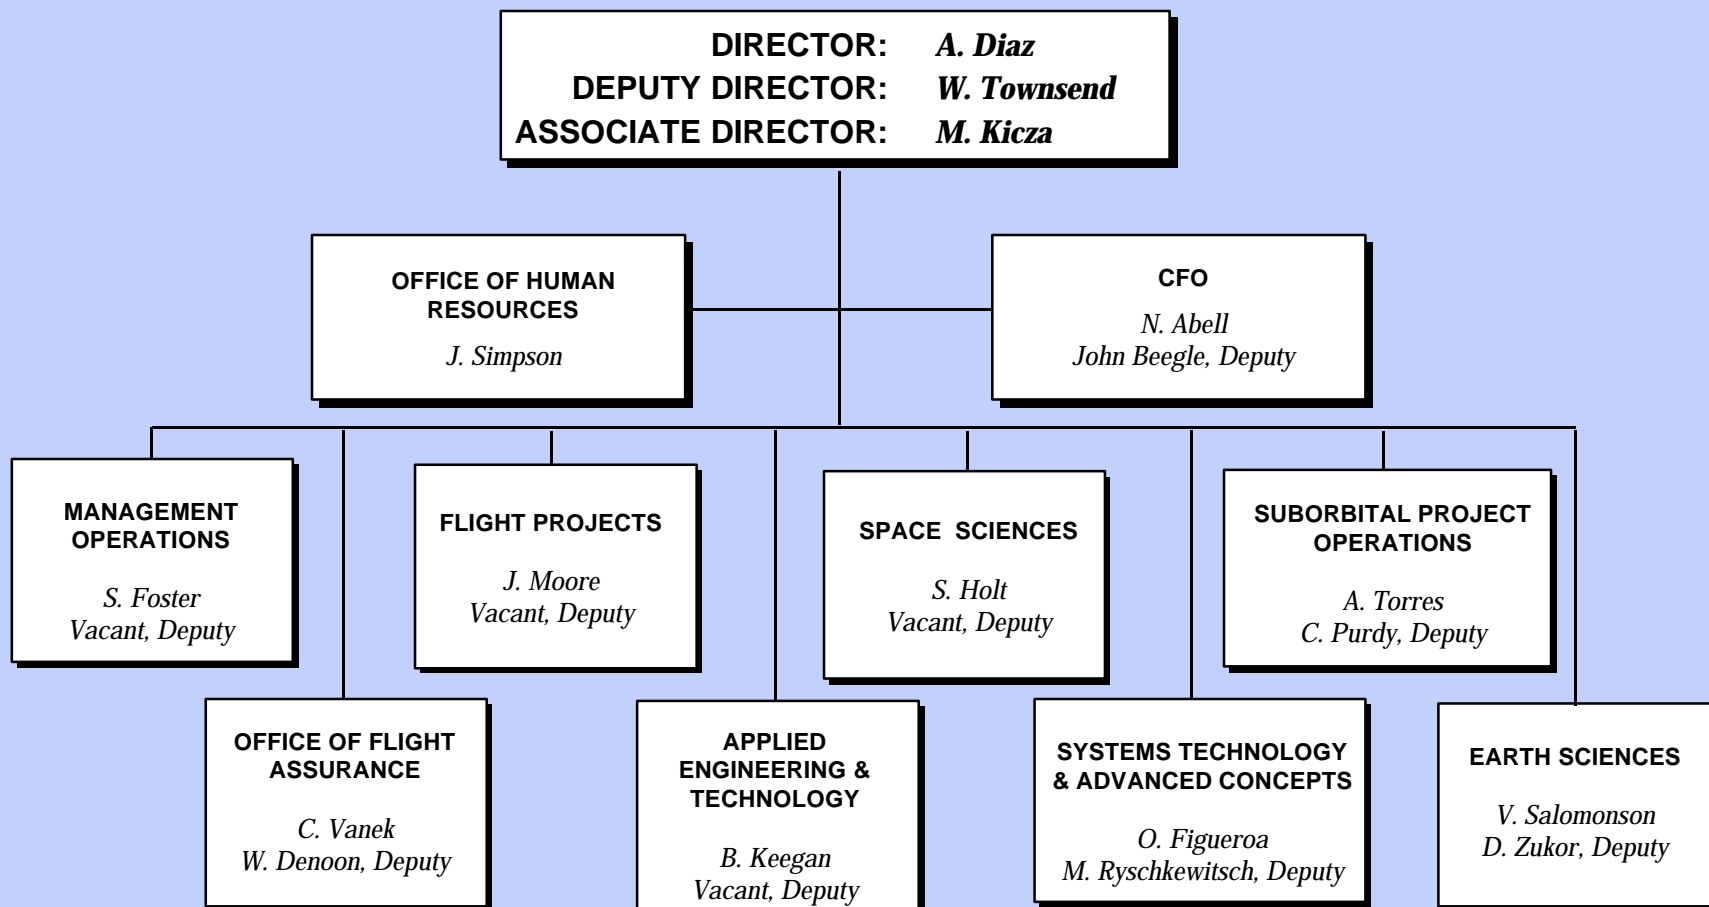 DIRECTOR: A. Diaz
DEPUTY DIRECTOR: W. Townsend
ASSOCIATE DIRECTOR: M. Kicza
OFFICE OF HUMAN
RESOURCES
J. Simpson
CFO
N. Abell
John Beegle, Deputy
MANAGEMENT
OPERATIONS
S. Foster
Vacant, Deputy
FLIGHT PROJECTS
J. Moore
Vacant, Deputy
SPACE SCIENCES
S. Holt
Vacant, Deputy
SUBORBITAL PROJECT
OPERATIONS
A. Torres
C. Purdy, Deputy
OFFICE OF FLIGHT
ASSURANCE
C. Vanek
W. Denoon, Deputy
APPLIED
ENGINEERING &
TECHNOLOGY
B. Keegan
Vacant, Deputy
SYSTEMS TECHNOLOGY
& ADVANCED CONCEPTS
O. Figueroa
M. Ryschkewitsch, Deputy
EARTH SCIENCES
V. Salomonson
D. Zukor, Deputy